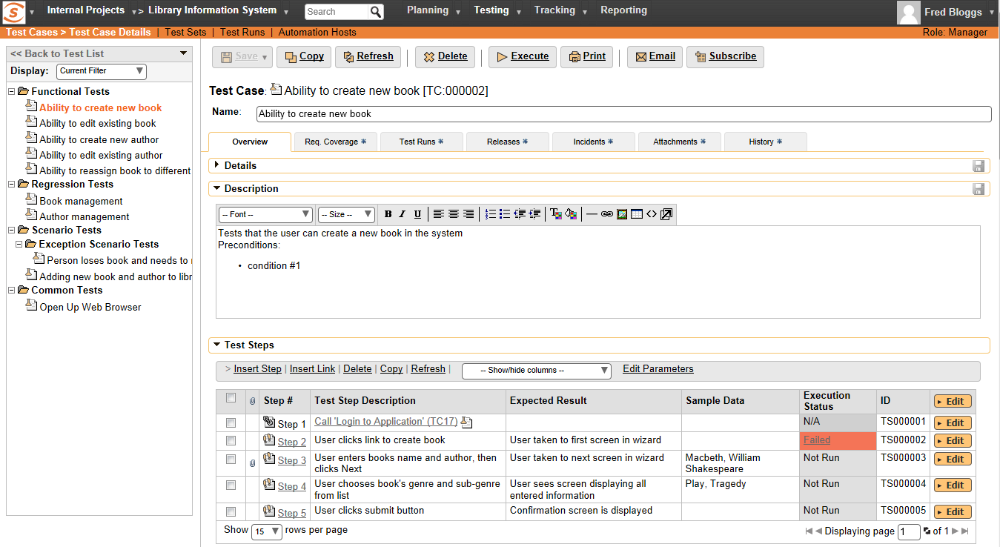 Internal Projects > Library Information System Search Planning Testing Tracking Reporting Fred Bloggs
Test Cases > Test Case Details | Test Sets | Test Runs | Automation Hosts Role: Manager
<< Back to Test List
Display: Current Filter
Functional Tests
Ability to create new book
Ability to edit existing book
Ability to create new author
Ability to edit existing author
Ability to reassign book to different
Regression Tests
Book management
Author management
Scenario Tests
Exception Scenario Tests
Person loses book and needs to
Adding new book and author to libr
Common Tests
Open Up Web Browser
Save Copy Refresh | Delete | Execute Print | Email Subscribe
Test Case: Ability to create new book [TC:000002]
Name: Ability to create new book
Overview Req. Coverage * Test Runs * Releases * Incidents * Attachments * History *
Details
Description
-- Font -- -- Size -- B I U
Tests that the user can create a new book in the system
Preconditions:
• condition #1
Test Steps
> Insert Step | Insert Link | Delete | Copy | Refresh | -- Show/hide columns -- Edit Parameters
Step # Test Step Description Expected Result Sample Data Execution Status ID Edit
Step 1 Call 'Login to Application' (TC17) N/A TS000001 Edit
Step 2 User clicks link to create book User taken to first screen in wizard Failed TS000002 Edit
Step 3 User enters books name and author, then clicks Next User taken to next screen in wizard Macbeth, William Shakespeare Not Run TS000003 Edit
Step 4 User chooses book's genre and sub-genre from list User sees screen displaying all entered information Play, Tragedy Not Run TS000004 Edit
Step 5 User clicks submit button Confirmation screen is displayed Not Run TS000005 Edit
Show 15 rows per page Displaying page 1 of 1